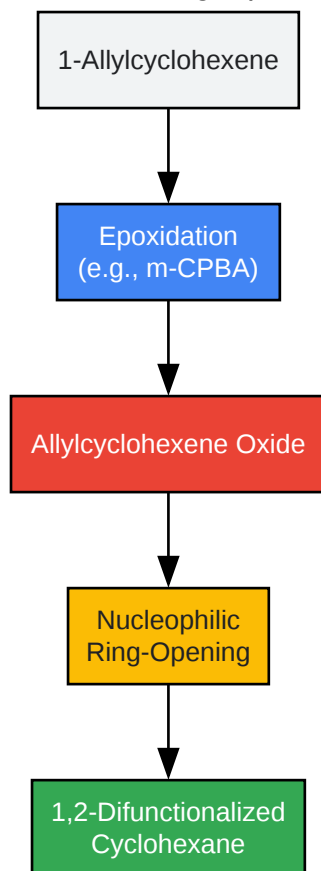 1-Allylcyclohexene
Epoxidation
(e.g., m-CPBA)
Allylcyclohexene Oxide
Nucleophilic
Ring-Opening
1,2-Difunctionalized
Cyclohexane